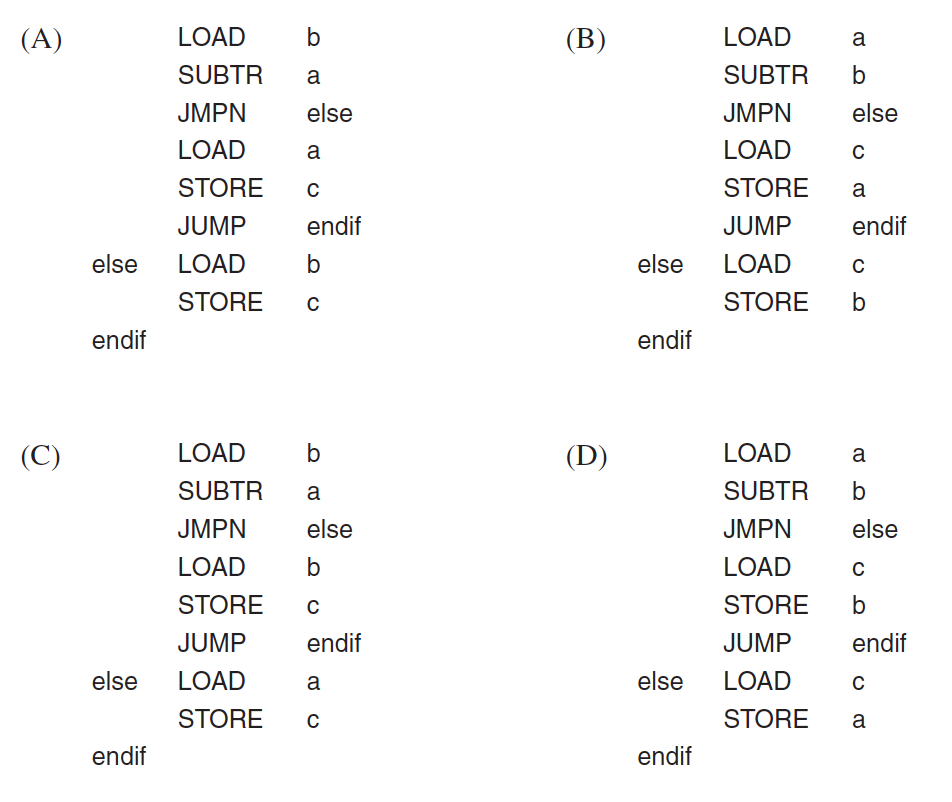 (A) LOAD b
SUBTR a
JMPN else
LOAD a
STORE c
JUMP endif
else LOAD b
STORE c
endif
(B) LOAD a
SUBTR b
JMPN else
LOAD c
STORE a
JUMP endif
else LOAD c
STORE b
endif
(C) LOAD b
SUBTR a
JMPN else
LOAD b
STORE c
JUMP endif
else LOAD a
STORE c
endif
(D) LOAD a
SUBTR b
JMPN else
LOAD c
STORE b
JUMP endif
else LOAD c
STORE a
endif